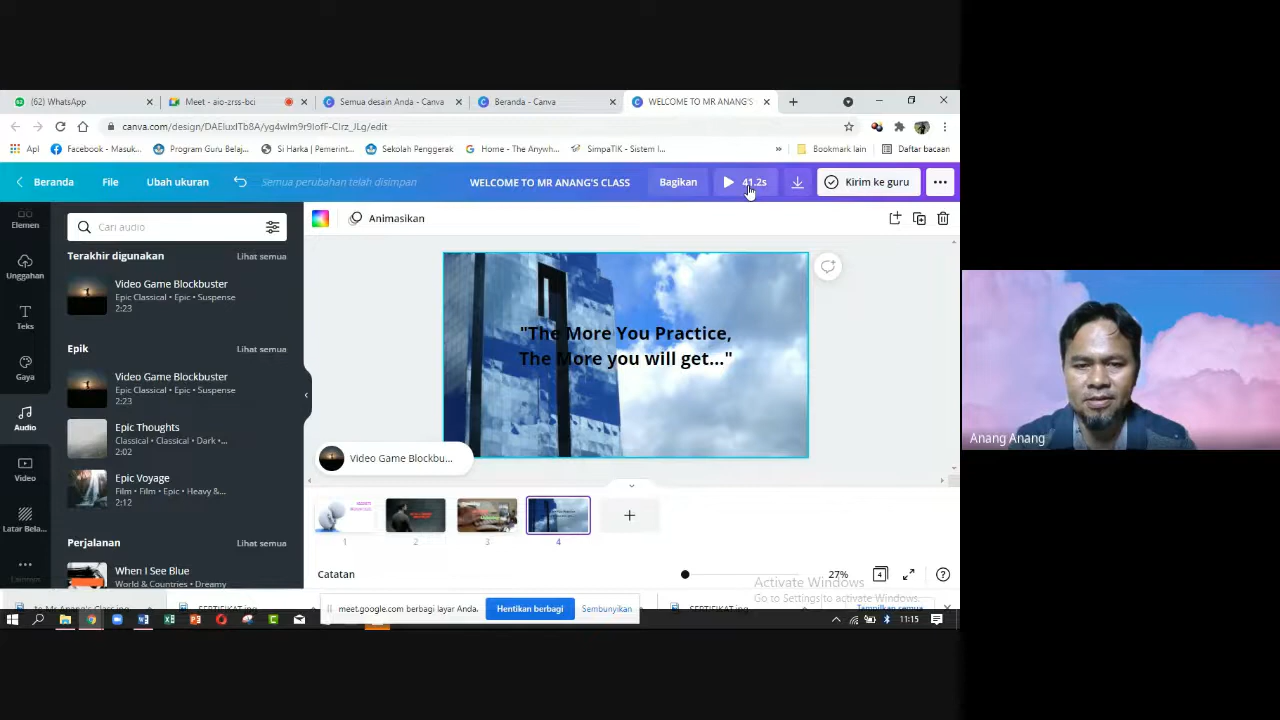 (62) WhatsApp
Meet - aio-zrss-bci
Semua desain Anda - Canva
Beranda - Canva
WELCOME TO MR ANANG'S
Apl
Facebook - Masuk...
Program Guru Belaj...
Si Harka | Pemerint...
Sekolah Penggerak
Home - The Anywh...
SimpaTIK - Sistem I...
»
Bookmark lain
Daftar bacaan
Beranda
File
Ubah ukuran
Semua perubahan telah disimpan
WELCOME TO MR ANANG'S CLASS
Bagikan
41.2s
Kirim ke guru
Elemen
Unggahan
Teks
Gaya
Audio
Video
Latar Bela...
Cari audio
Terakhir digunakan
Lihat semua
Video Game Blockbuster
Epic Classical • Epic • Suspense
2:23
Epik
Lihat semua
Video Game Blockbuster
Epic Classical • Epic • Suspense
2:23
Epic Thoughts
Classical • Classical • Dark •...
2:02
Epic Voyage
Film • Film • Epic • Heavy &...
2:12
Perjalanan
Lihat semua
When I See Blue
World & Countries • Dreamy
Animasikan
"The More You Practice,
The More you will get..."
Video Game Blockbu...
1
2
3
4
Catatan
27%
4
Activate Windows
Go to Settings to activate Windows.
meet.google.com berbagi layar Anda.
Hentikan berbagi
Sembunyikan
11:15
Anang Anang